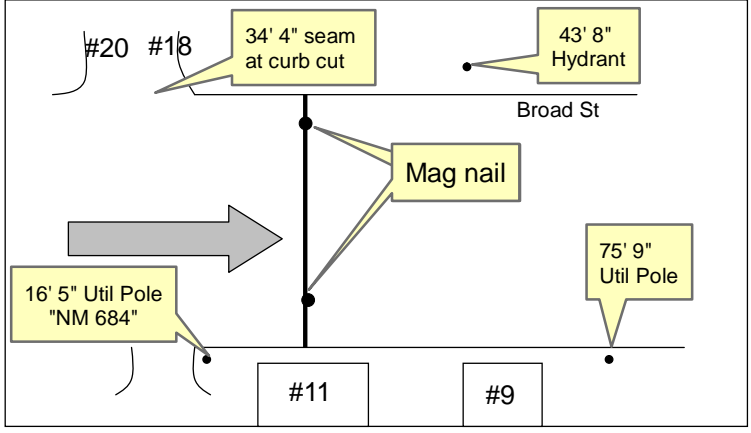 #20 #18
34' 4" seam
at curb cut
43' 8"
Hydrant
Broad St
Mag nail
75' 9"
Util Pole
16' 5" Util Pole
"NM 684"
#11
#9